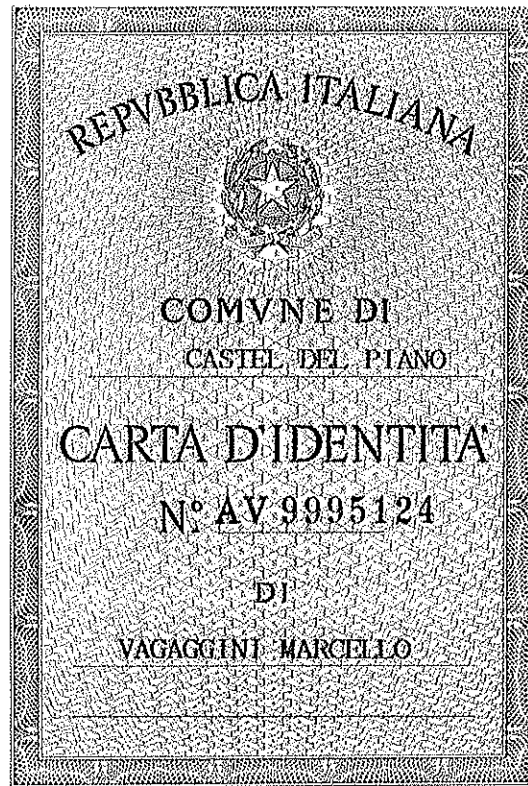 REPVBBLICA ITALIANA
COMVNE DI
CASTEL DEL PIANO
CARTA D'IDENTITA'
N° AV 9995124
DI
VAGAGGINI MARCELLO